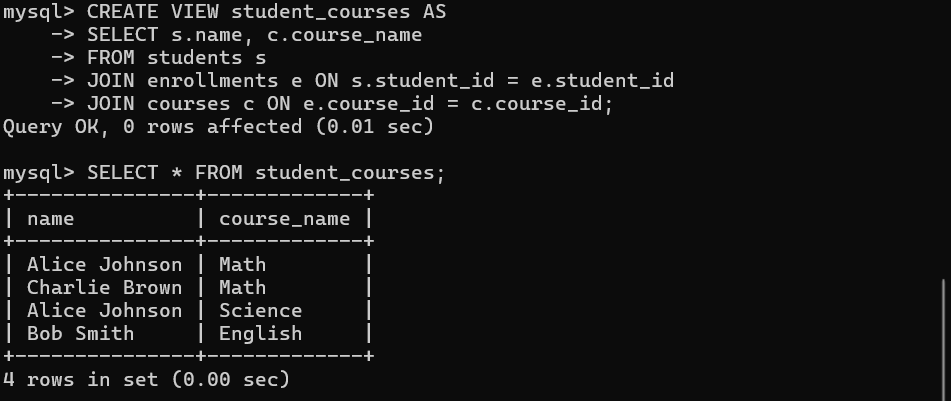 mysql> CREATE VIEW student_courses AS
    -> SELECT s.name, c.course_name
    -> FROM students s
    -> JOIN enrollments e ON s.student_id = e.student_id
    -> JOIN courses c ON e.course_id = c.course_id;
Query OK, 0 rows affected (0.01 sec)

mysql> SELECT * FROM student_courses;
+---------------+-------------+
| name          | course_name |
+---------------+-------------+
| Alice Johnson | Math        |
| Charlie Brown | Math        |
| Alice Johnson | Science     |
| Bob Smith     | English     |
+---------------+-------------+
4 rows in set (0.00 sec)